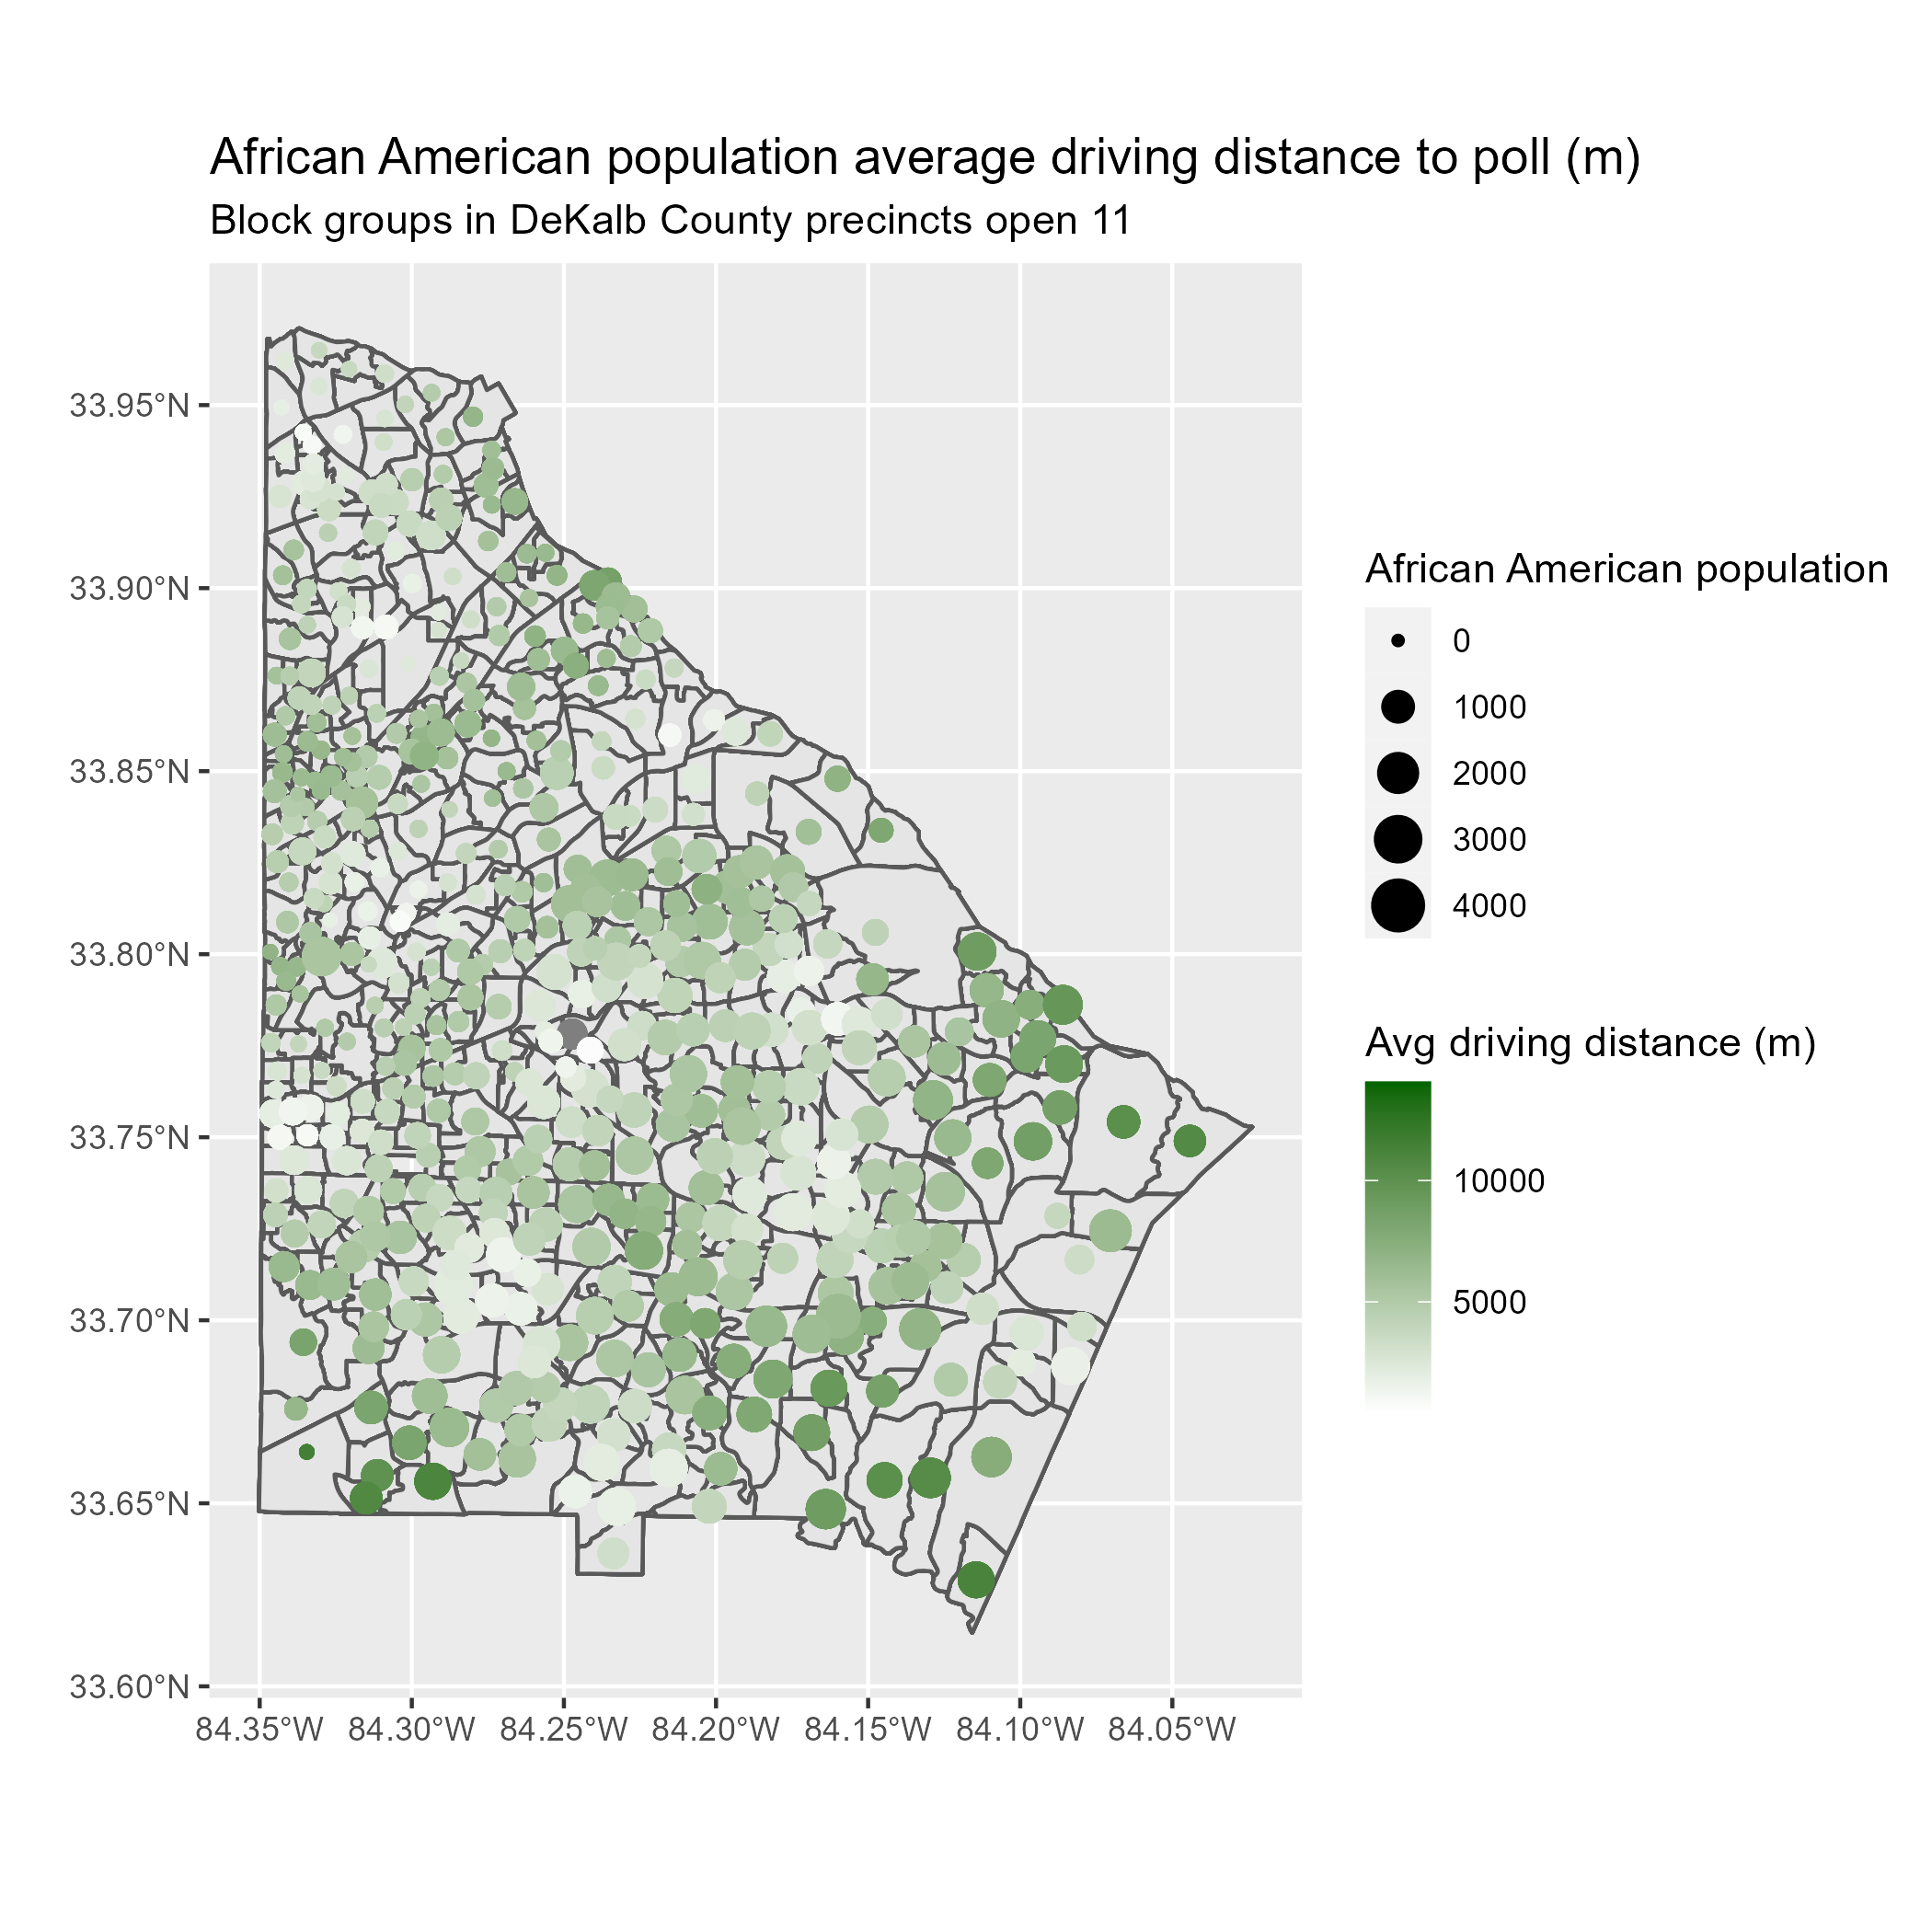 African American population average driving distance to poll (m)
Block groups in DeKalb County precincts open 11
33.95°N
33.90°N
33.85°N
33.80°N
33.75°N
33.70°N
33.65°N
33.60°N
84.35°W 84.30°W 84.25°W 84.20°W 84.15°W 84.10°W 84.05°W
African American population
0
1000
2000
3000
4000
Avg driving distance (m)
10000
5000